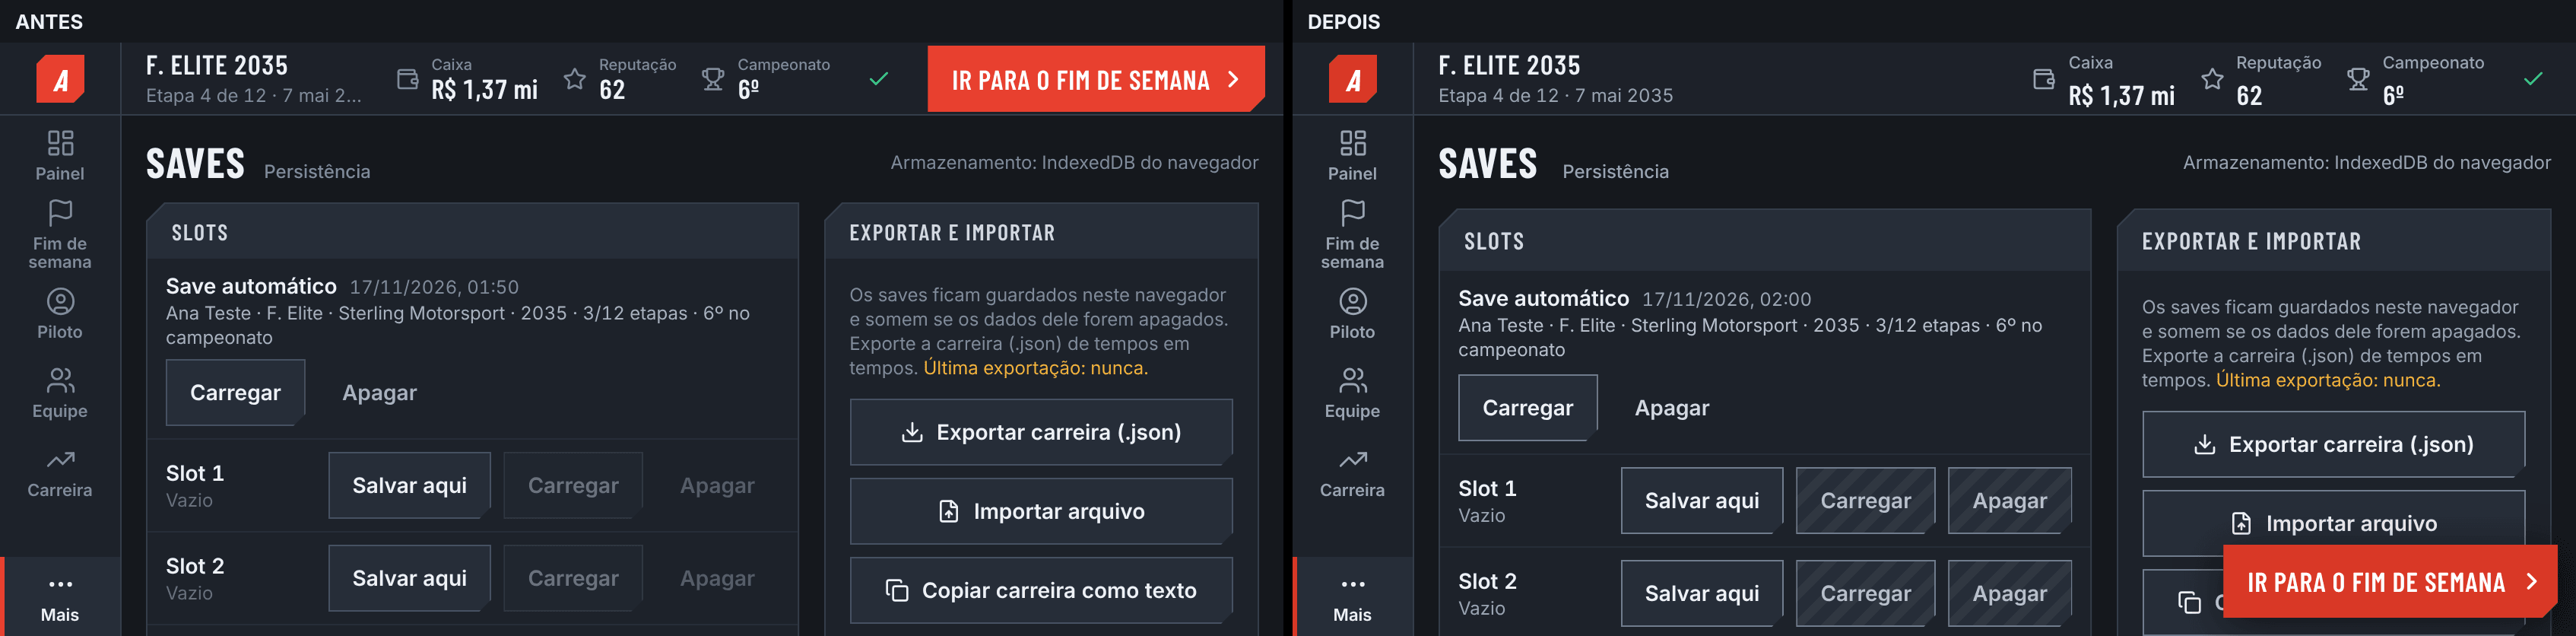 ANTES
A
F. ELITE 2035
Etapa 4 de 12 · 7 mai 2...
Caixa
R$ 1,37 mi
Reputação
62
Campeonato
6º
IR PARA O FIM DE SEMANA
Painel
Fim de
semana
Piloto
Equipe
Carreira
Mais
SAVES
Persistência
Armazenamento: IndexedDB do navegador
SLOTS
Save automático 17/11/2026, 01:50
Ana Teste · F. Elite · Sterling Motorsport · 2035 · 3/12 etapas · 6º no
campeonato
Carregar
Apagar
Slot 1
Vazio
Salvar aqui
Carregar
Apagar
Slot 2
Vazio
Salvar aqui
Carregar
Apagar
EXPORTAR E IMPORTAR
Os saves ficam guardados neste navegador
e somem se os dados dele forem apagados.
Exporte a carreira (.json) de tempos em
tempos. Última exportação: nunca.
Exportar carreira (.json)
Importar arquivo
Copiar carreira como texto
DEPOIS
A
F. ELITE 2035
Etapa 4 de 12 · 7 mai 2035
Caixa
R$ 1,37 mi
Reputação
62
Campeonato
6º
Painel
Fim de
semana
Piloto
Equipe
Carreira
Mais
SAVES
Persistência
Armazenamento: IndexedDB do navegador
SLOTS
Save automático 17/11/2026, 02:00
Ana Teste · F. Elite · Sterling Motorsport · 2035 · 3/12 etapas · 6º no
campeonato
Carregar
Apagar
Slot 1
Vazio
Salvar aqui
Carregar
Apagar
Slot 2
Vazio
Salvar aqui
Carregar
Apagar
EXPORTAR E IMPORTAR
Os saves ficam guardados neste navegador
e somem se os dados dele forem apagados.
Exporte a carreira (.json) de tempos em
tempos. Última exportação: nunca.
Exportar carreira (.json)
Importar arquivo
IR PARA O FIM DE SEMANA